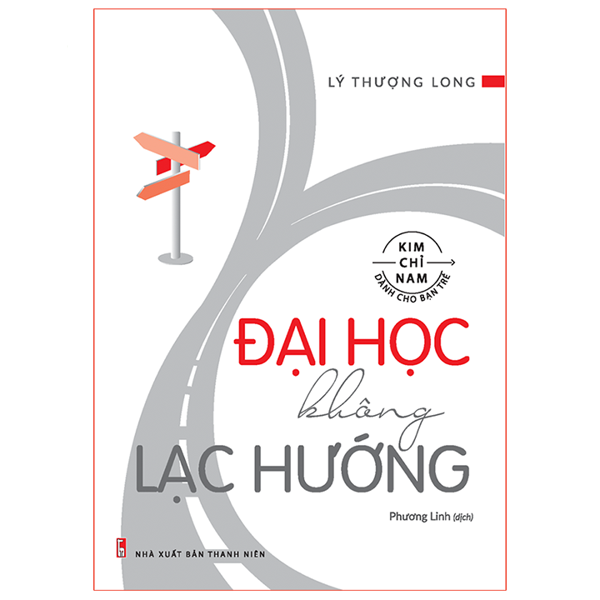 LÝ THƯỢNG LONG
KIM
CHỈ
NAM
DÀNH CHO BẠN TRẺ
ĐẠI HỌC
không
LẠC HƯỚNG
Phương Linh (dịch)
NHÀ XUẤT BẢN THANH NIÊN